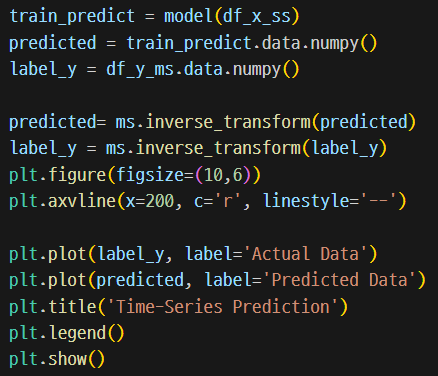 train_predict = model(df_x_ss)
predicted = train_predict.data.numpy()
label_y = df_y_ms.data.numpy()

predicted= ms.inverse_transform(predicted)
label_y = ms.inverse_transform(label_y)
plt.figure(figsize=(10,6))
plt.axvline(x=200, c='r', linestyle='--')

plt.plot(label_y, label='Actual Data')
plt.plot(predicted, label='Predicted Data')
plt.title('Time-Series Prediction')
plt.legend()
plt.show()